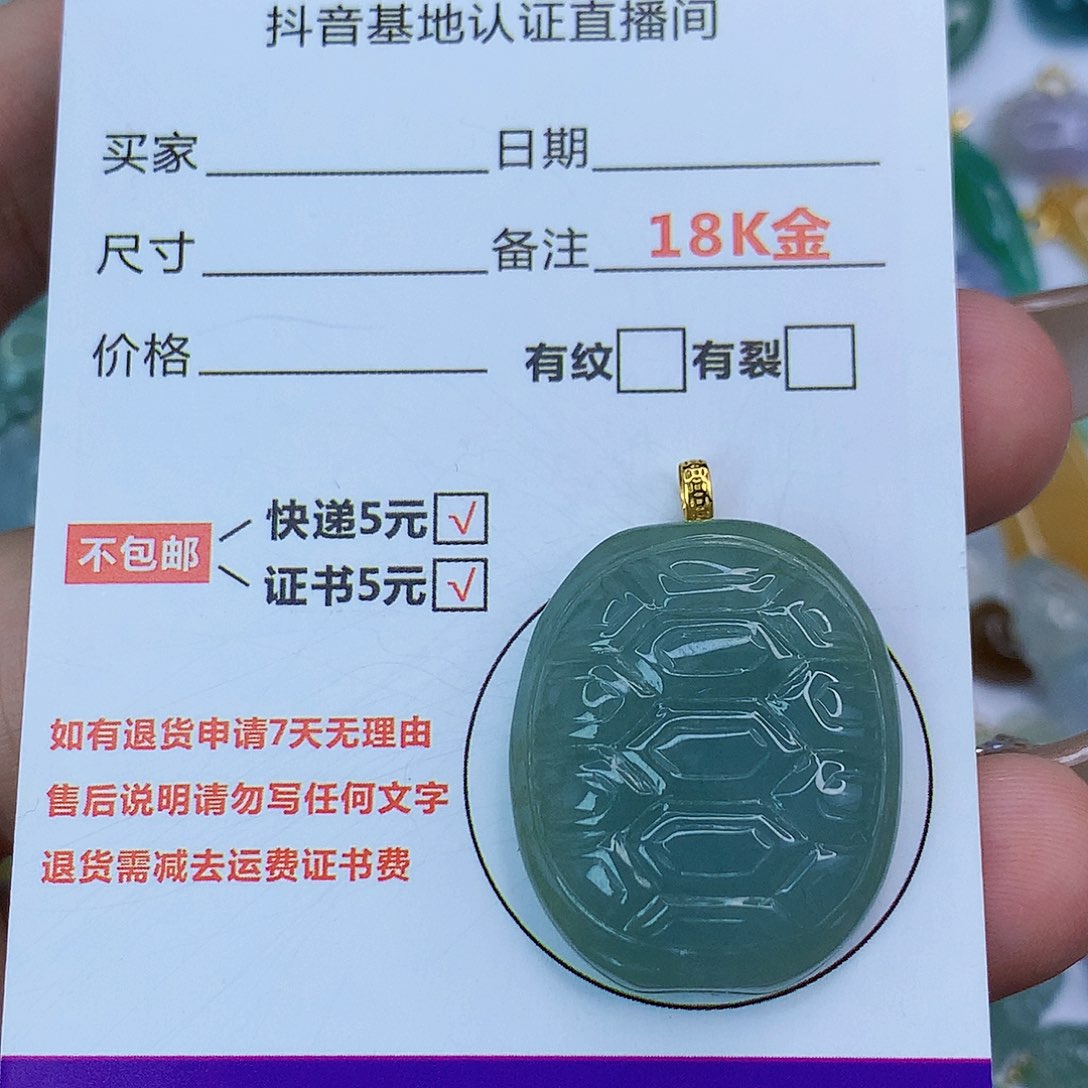 抖音基地认证直播间
买家 日期
尺寸 备注 18K金
价格 有纹 有裂
不包邮
快递5元 √
证书5元 √
如有退货申请7天无理由
售后说明请勿写任何文字
退货需减去运费证书费